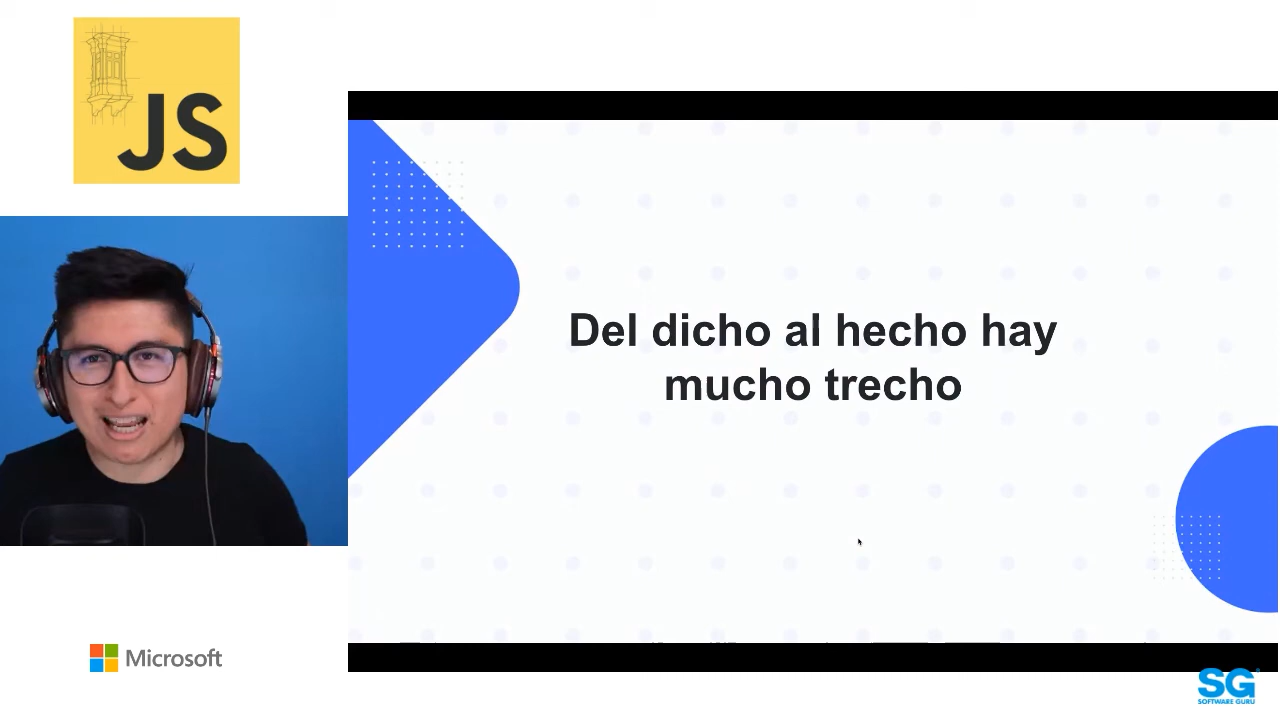 JS
Del dicho al hecho hay
mucho trecho
Microsoft
SG
SOFTWARE GURU